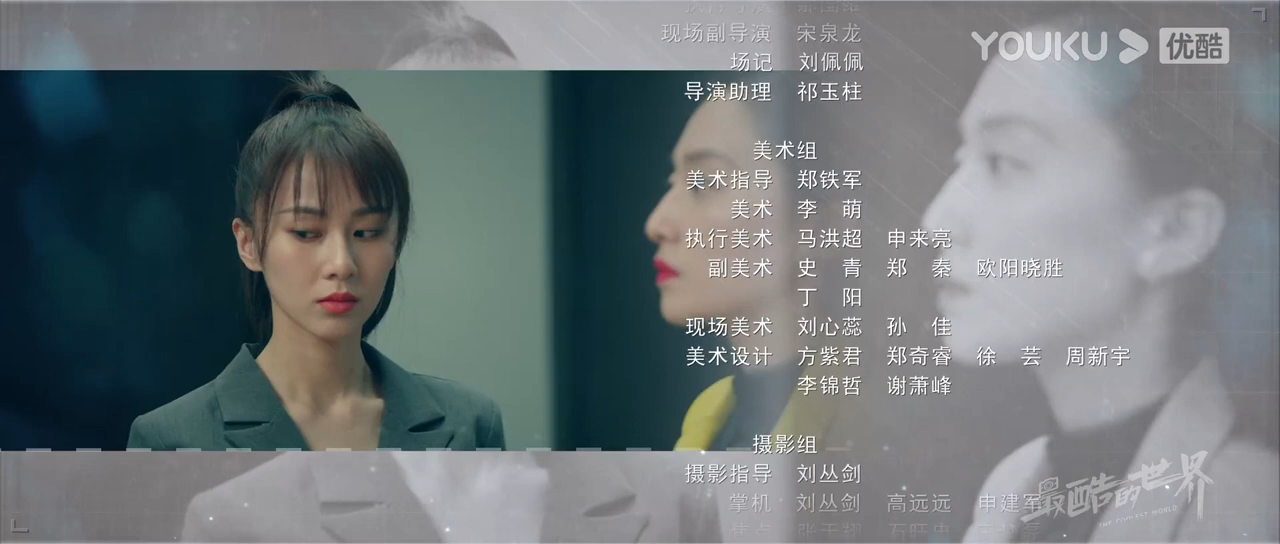 现场副导演 宋泉龙
YOUKU 优酷
场记 刘佩佩
导演助理 祁玉柱
美术组
美术指导 郑铁军
美术 李 萌
执行美术 马洪超 申来亮
副美术 史 青 郑 秦 欧阳晓胜
丁 阳
现场美术 刘心蕊 孙 佳
美术设计 方紫君 郑奇睿 徐 芸 周新宇
李锦哲 谢萧峰
摄影组
摄影指导 刘丛剑
掌机 刘丛剑 高远远 申建军
最酷的世界
THE COOLEST WORLD